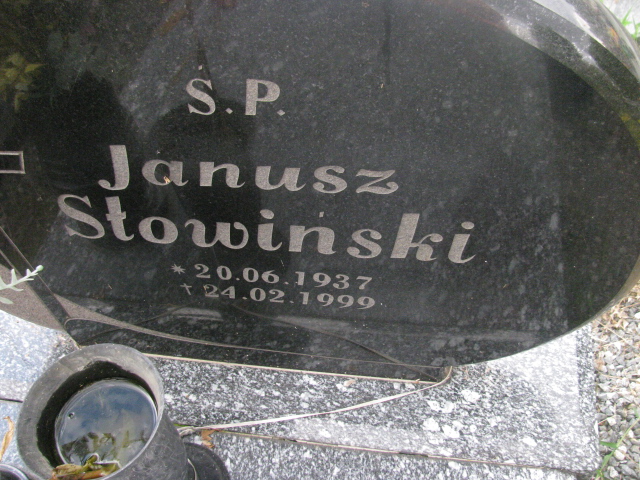 Ś.P.
Janusz
Słowiński
* 20.06.1937
† 24.02.1999